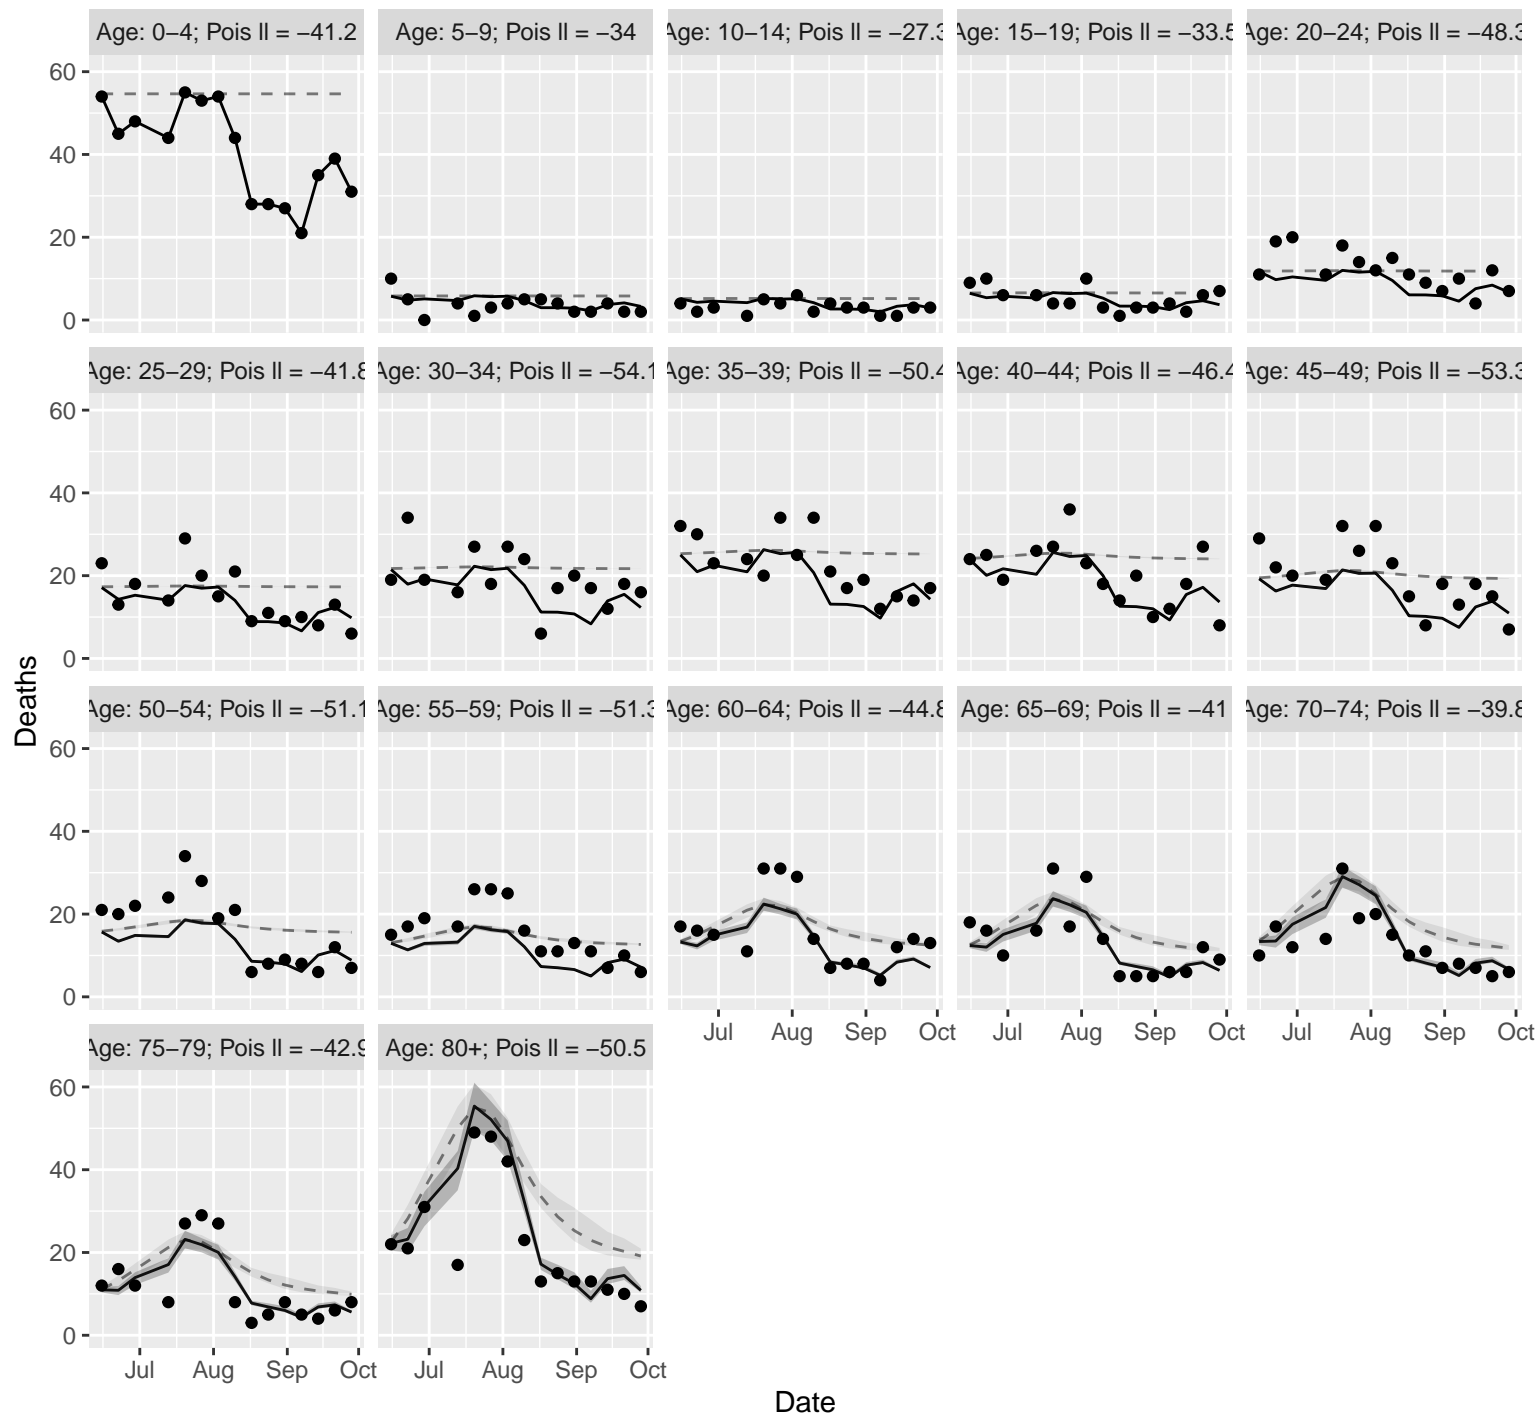 Age: 0−4; Pois ll = −41.2
Age: 5−9; Pois ll = −34
Age: 10−14; Pois ll = −27.3
Age: 15−19; Pois ll = −33.5
Age: 20−24; Pois ll = −48.3
60
40
20
0
Age: 25−29; Pois ll = −41.8
Age: 30−34; Pois ll = −54.1
Age: 35−39; Pois ll = −50.4
Age: 40−44; Pois ll = −46.4
Age: 45−49; Pois ll = −53.3
60
40
20
0
Deaths
Age: 50−54; Pois ll = −51.1
Age: 55−59; Pois ll = −51.3
Age: 60−64; Pois ll = −44.8
Age: 65−69; Pois ll = −41
Age: 70−74; Pois ll = −39.8
60
40
20
0
Jul Aug Sep Oct
Jul Aug Sep Oct
Jul Aug Sep Oct
Age: 75−79; Pois ll = −42.9
Age: 80+; Pois ll = −50.5
60
40
20
0
Jul Aug Sep Oct
Jul Aug Sep Oct
Date